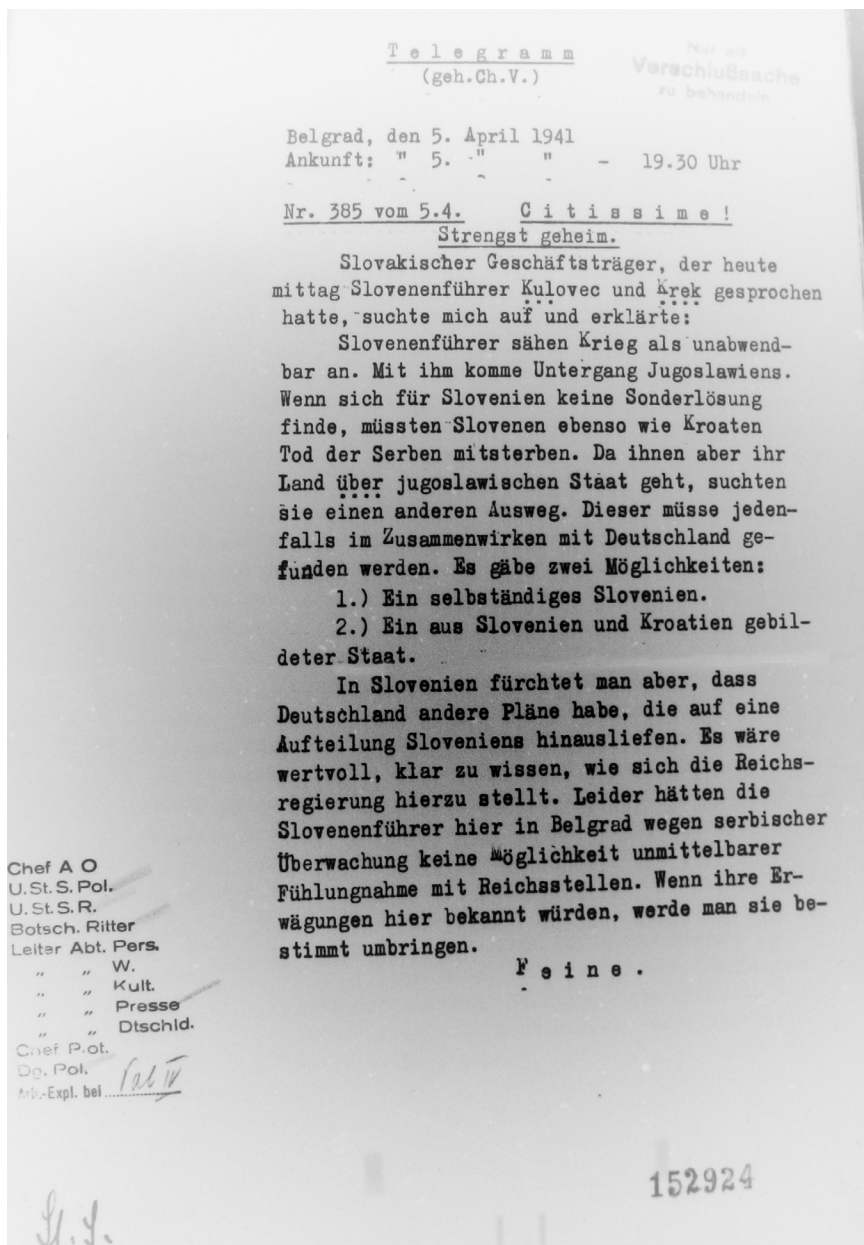 Telegramm
(geh.Ch.V.)
Nur als
Verschlußsache
zu behandeln
Belgrad, den 5. April 1941
Ankunft: " 5. " " - 19.30 Uhr
Nr. 385 vom 5.4. Citissime!
Strengst geheim.
Slovakischer Geschäftsträger, der heute
mittag Slovenenführer Kulovec und Krek gesprochen
hatte, suchte mich auf und erklärte:
Slovenenführer sähen Krieg als unabwend-
bar an. Mit ihm komme Untergang Jugoslawiens.
Wenn sich für Slovenien keine Sonderlösung
finde, müssten Slovenen ebenso wie Kroaten
Tod der Serben mitsterben. Da ihnen aber ihr
Land über jugoslawischen Staat geht, suchten
sie einen anderen Ausweg. Dieser müsse jeden-
falls im Zusammenwirken mit Deutschland ge-
funden werden. Es gäbe zwei Möglichkeiten:
1.) Ein selbständiges Slovenien.
2.) Ein aus Slovenien und Kroatien gebil-
deter Staat.
In Slovenien fürchtet man aber, dass
Deutschland andere Pläne habe, die auf eine
Aufteilung Sloveniens hinausliefen. Es wäre
wertvoll, klar zu wissen, wie sich die Reichs-
regierung hierzu stellt. Leider hätten die
Slovenenführer hier in Belgrad wegen serbischer
Überwachung keine Möglichkeit unmittelbarer
Fühlungnahme mit Reichsstellen. Wenn ihre Er-
wägungen hier bekannt würden, werde man sie be-
stimmt umbringen.
Feine.
Chef A O
U.St.S. Pol.
U.St.S.R.
Botsch. Ritter
Leiter Abt. Pers.
" " W.
" " Kult.
" " Presse
" " Dtschld.
Chef Prot.
Dg. Pol.
Arb.-Expl. bei Pol IV
152924